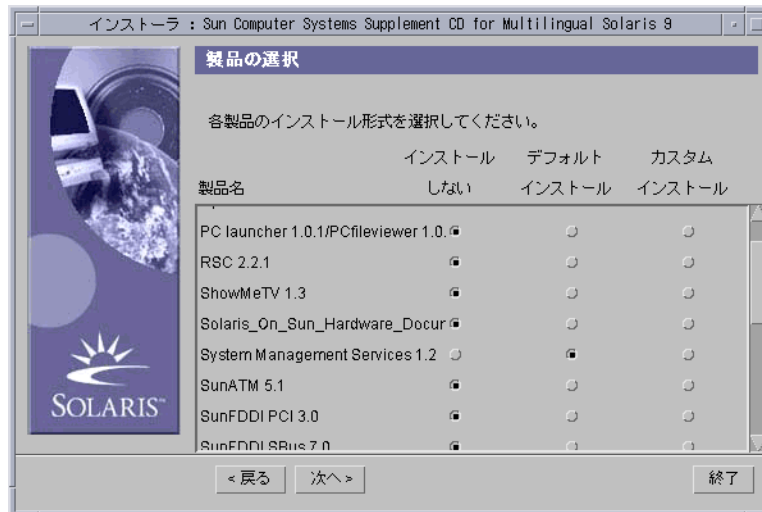 インストーラ : Sun Computer Systems Supplement CD for Multilingual Solaris 9
製品の選択
各製品のインストール形式を選択してください。
インストール デフォルト カスタム
製品名 しない インストール インストール
PC launcher 1.0.1/PCfileviewer 1.0.
RSC 2.2.1
ShowMeTV 1.3
Solaris_On_Sun_Hardware_Docur
System Management Services 1.2
SunATM 5.1
SunFDDI PCI 3.0
SunFDDI SBus 7.0
SOLARIS™
< 戻る 次へ > 終了